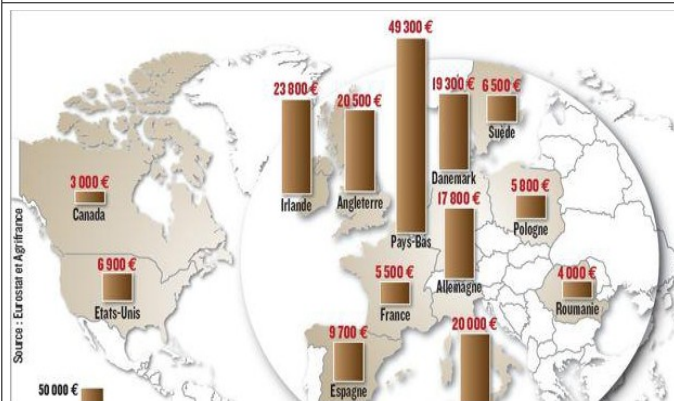 49 300 €
23 800 €
20 500 €
19 300 €
6 500 €
Suède
Irlande
Angleterre
Danemark
3 000 €
Canada
17 800 €
5 800 €
Pologne
Pays-Bas
6 900 €
Etats-Unis
5 500 €
France
Allemagne
4 000 €
Roumanie
9 700 €
Espagne
20 000 €
50 000 €
Source : Eurosstat et Agrifrance